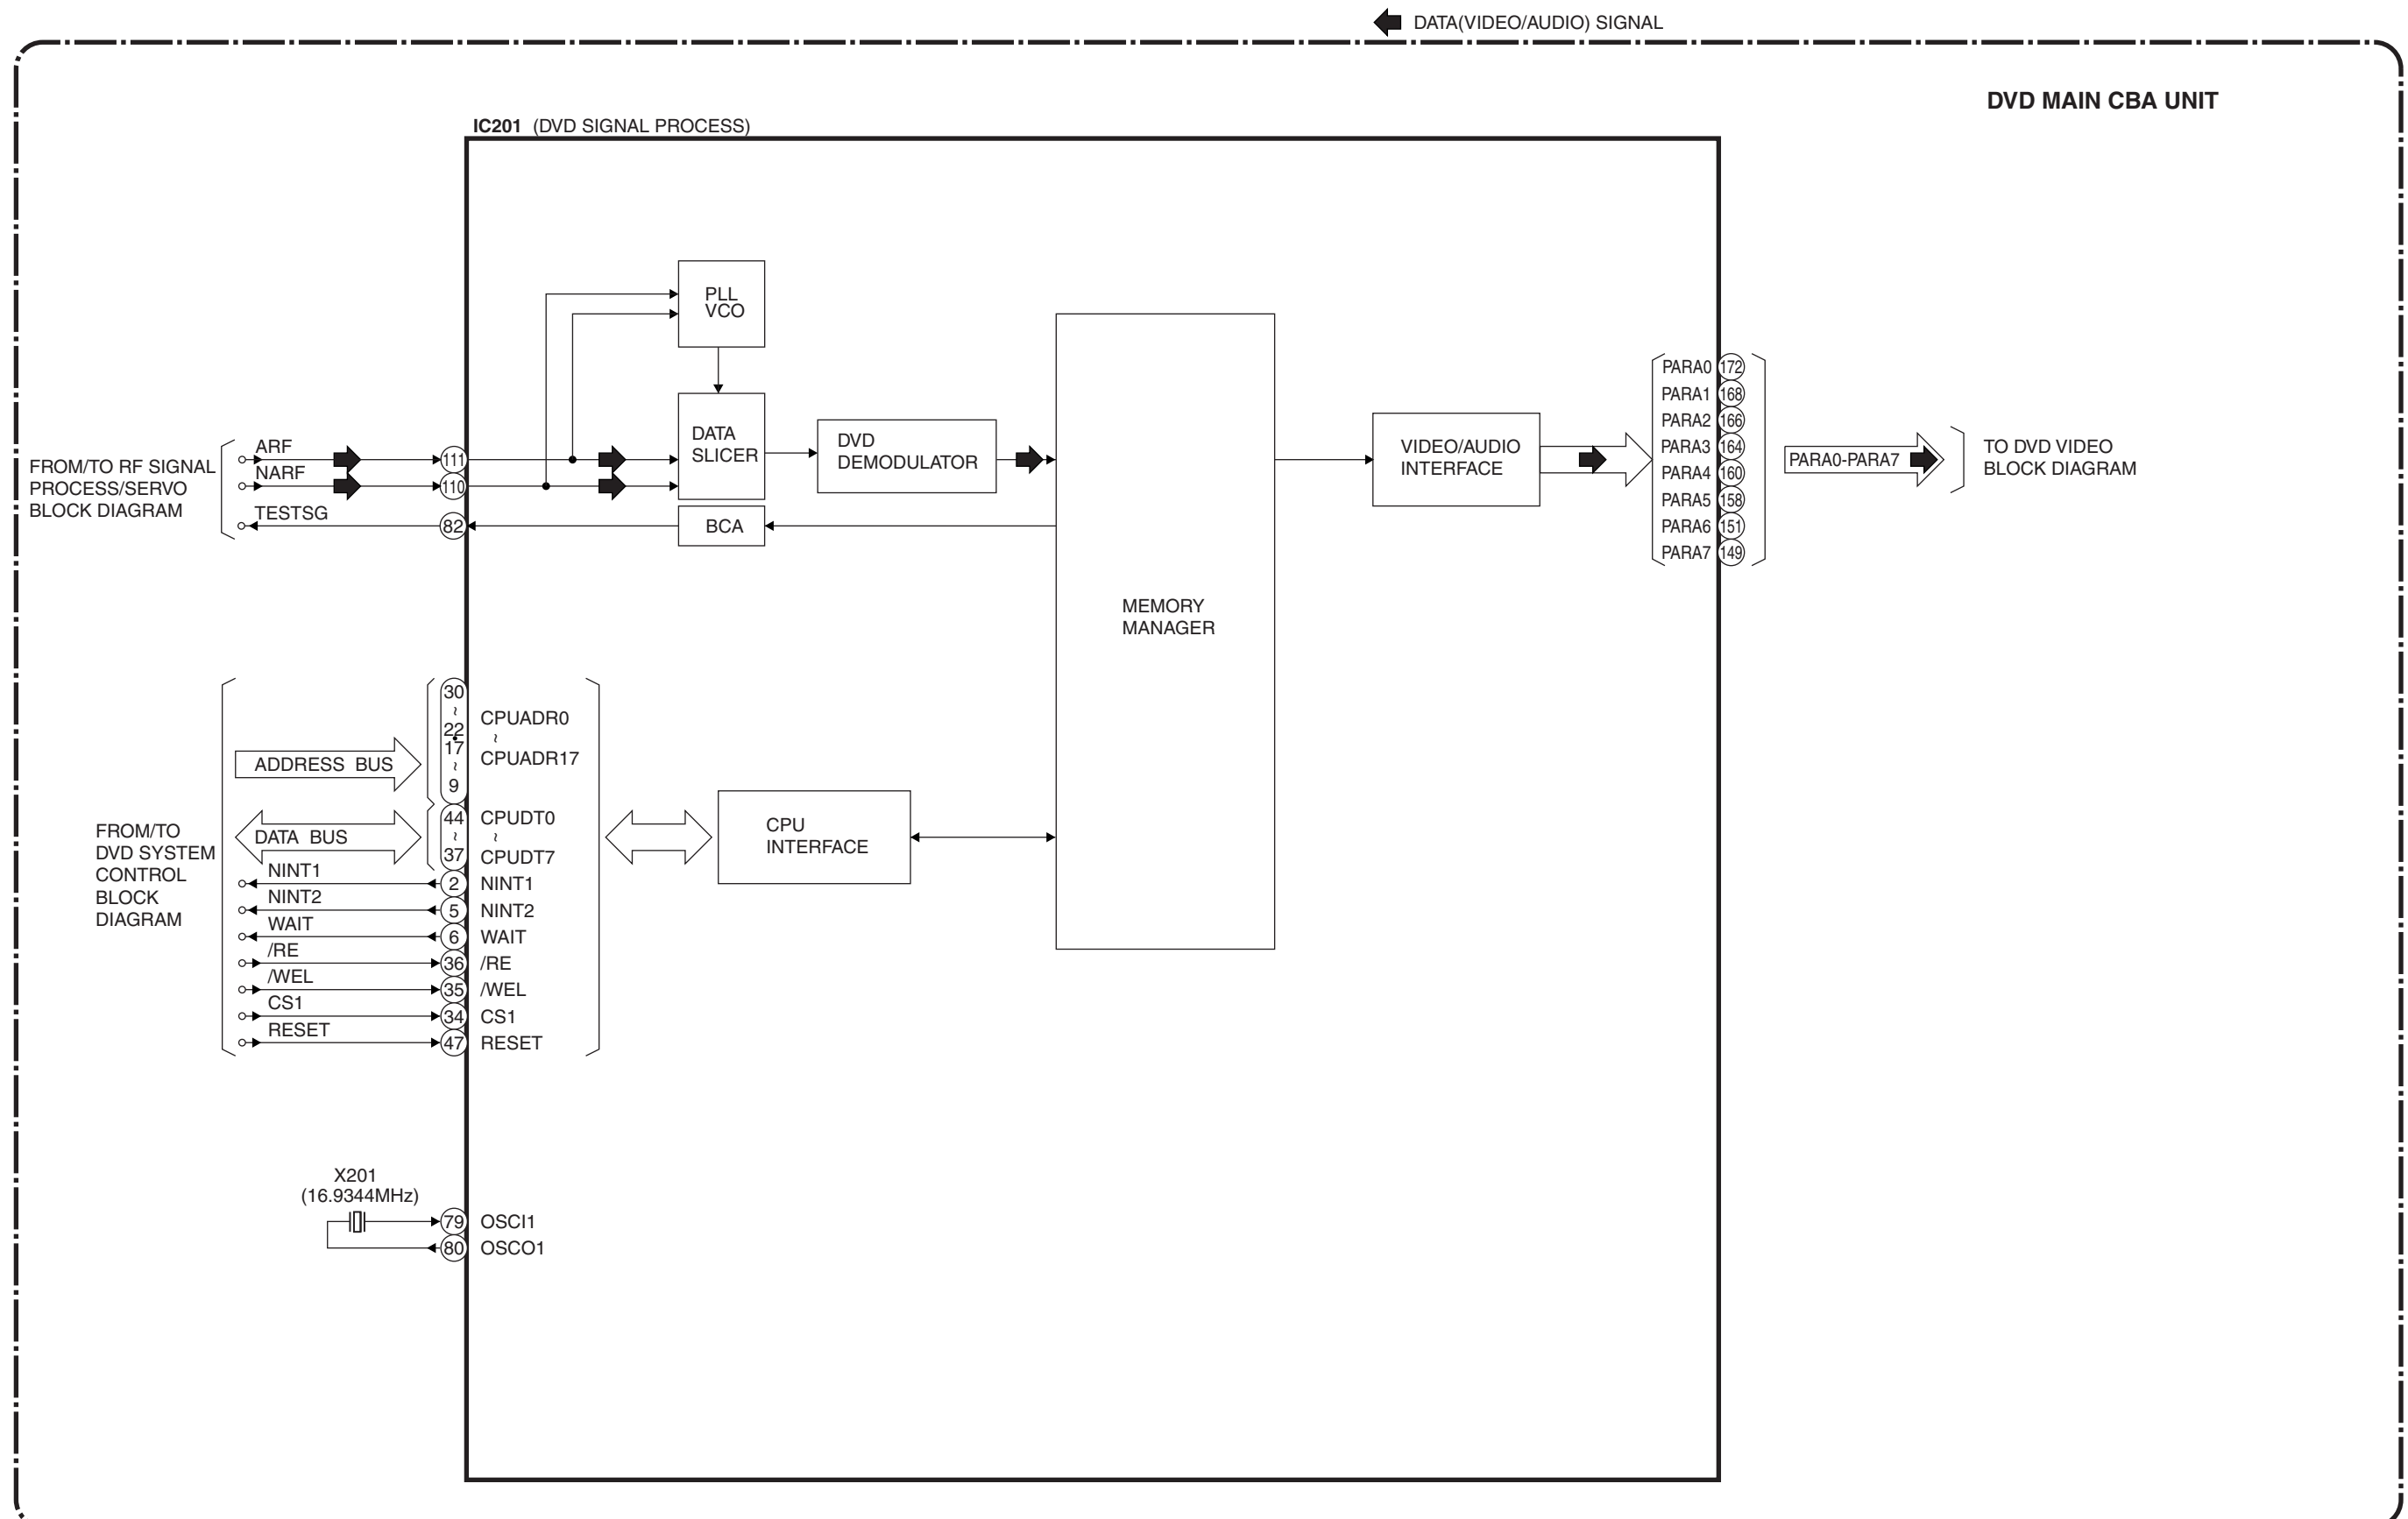 DATA(VIDEO/AUDIO) SIGNAL
DVD MAIN CBA UNIT
IC201 (DVD SIGNAL PROCESS)
PLL
VCO
DATA
SLICER
DVD
DEMODULATOR
BCA
MEMORY
MANAGER
VIDEO/AUDIO
INTERFACE
PARA0 172
PARA1 168
PARA2 166
PARA3 164
PARA4 160
PARA5 158
PARA6 151
PARA7 149
PARA0-PARA7
TO DVD VIDEO
BLOCK DIAGRAM
FROM/TO RF SIGNAL
PROCESS/SERVO
BLOCK DIAGRAM
ARF 111
NARF 110
TESTSG 82
FROM/TO
DVD SYSTEM
CONTROL
BLOCK
DIAGRAM
ADDRESS BUS
30
~
22
17
~
9
CPUADR0
~
CPUADR17
DATA BUS
44
~
37
CPUDT0
~
CPUDT7
NINT1 2 NINT1
NINT2 5 NINT2
WAIT 6 WAIT
/RE 36 /RE
/WEL 35 /WEL
CS1 34 CS1
RESET 47 RESET
CPU
INTERFACE
X201
(16.9344MHz)
79 OSCI1
80 OSCO1